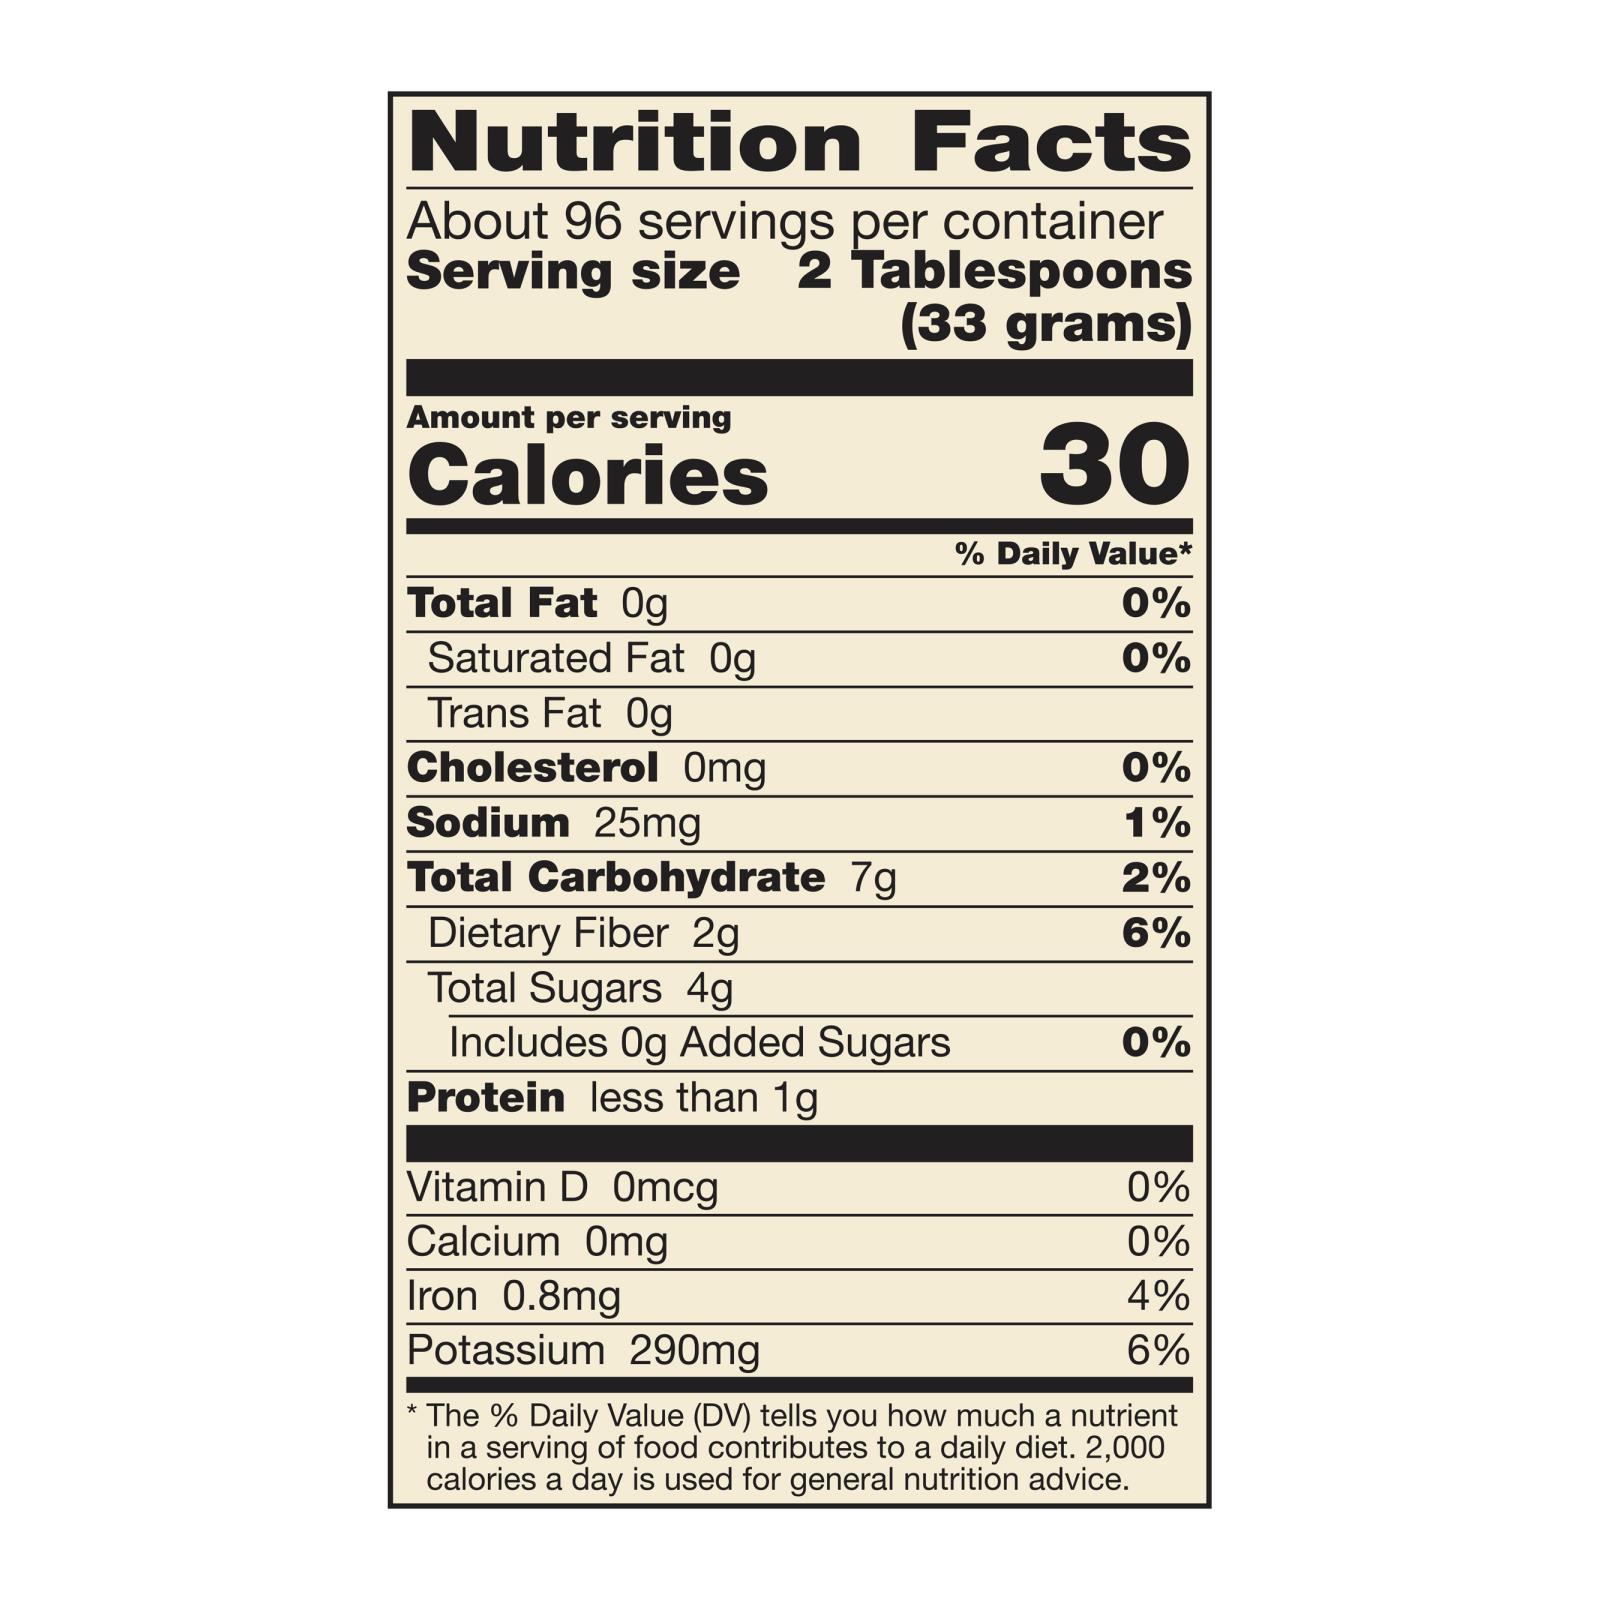 Nutrition Facts
About 96 servings per container
Serving size 2 Tablespoons
(33 grams)
Amount per serving
Calories 30
% Daily Value*
Total Fat 0g 0%
Saturated Fat 0g 0%
Trans Fat 0g
Cholesterol 0mg 0%
Sodium 25mg 1%
Total Carbohydrate 7g 2%
Dietary Fiber 2g 6%
Total Sugars 4g
Includes 0g Added Sugars 0%
Protein less than 1g
Vitamin D 0mcg 0%
Calcium 0mg 0%
Iron 0.8mg 4%
Potassium 290mg 6%
* The % Daily Value (DV) tells you how much a nutrient
in a serving of food contributes to a daily diet. 2,000
calories a day is used for general nutrition advice.